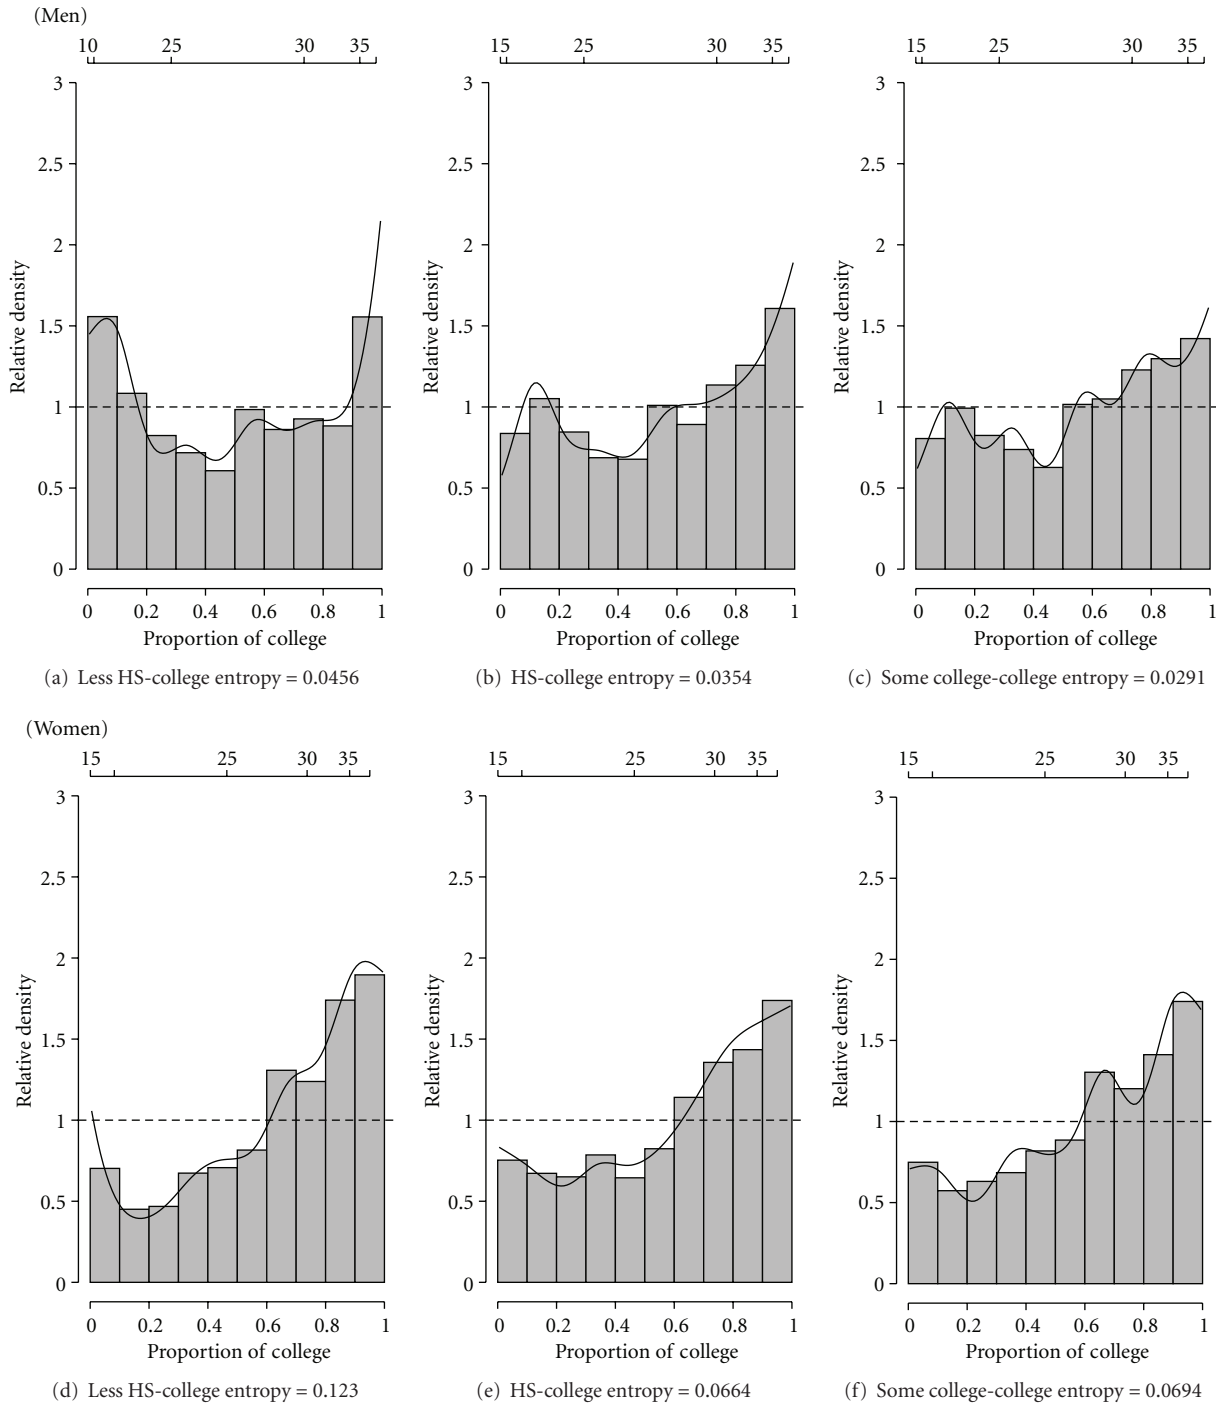 (Men)
10 25 30 35
15 25 30 35
15 25 30 35
3 3 3
2.5 2.5 2.5
2 2 2
Relative density Relative density Relative density
1.5 1.5 1.5
1 1 1
0.5 0.5 0.5
0 0 0
0 0.2 0.4 0.6 0.8 1
0 0.2 0.4 0.6 0.8 1
0 0.2 0.4 0.6 0.8 1
Proportion of college Proportion of college Proportion of college
(a) Less HS-college entropy = 0.0456
(b) HS-college entropy = 0.0354
(c) Some college-college entropy = 0.0291
(Women)
15 25 30 35
15 25 30 35
15 25 30 35
3 3 3
2.5 2.5 2.5
2 2 2
Relative density Relative density Relative density
1.5 1.5 1.5
1 1 1
0.5 0.5 0.5
0 0 0
0 0.2 0.4 0.6 0.8 1
0 0.2 0.4 0.6 0.8 1
0 0.2 0.4 0.6 0.8 1
Proportion of college Proportion of college Proportion of college
(d) Less HS-college entropy = 0.123
(e) HS-college entropy = 0.0664
(f) Some college-college entropy = 0.0694